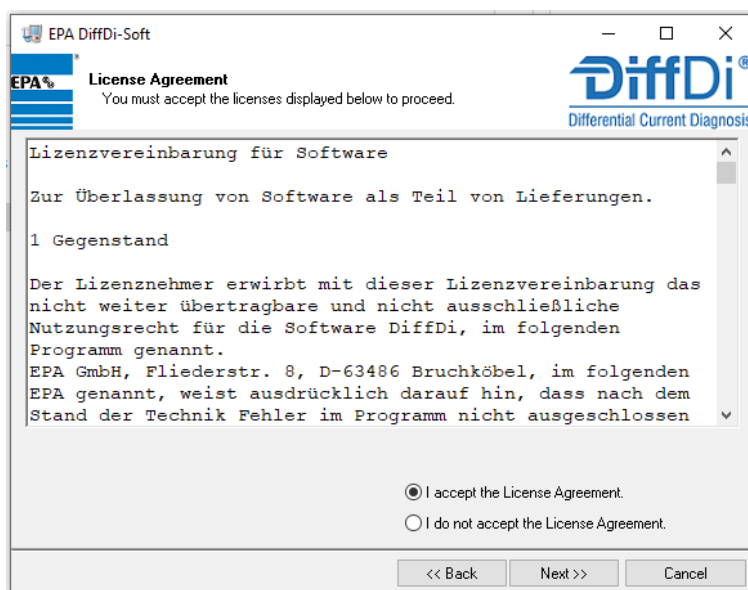 EPA DiffDi-Soft
EPA
®
License Agreement
You must accept the licenses displayed below to proceed.
DiffDi®
Differential Current Diagnosis
Lizenzvereinbarung für Software
Zur Überlassung von Software als Teil von Lieferungen.
1 Gegenstand
Der Lizenznehmer erwirbt mit dieser Lizenzvereinbarung das
nicht weiter übertragbare und nicht ausschließliche
Nutzungsrecht für die Software DiffDi, im folgenden
Programm genannt.
EPA GmbH, Fliederstr. 8, D-63486 Bruchköbel, im folgenden
EPA genannt, weist ausdrücklich darauf hin, dass nach dem
Stand der Technik Fehler im Programm nicht ausgeschlossen
I accept the License Agreement.
I do not accept the License Agreement.
<< Back
Next >>
Cancel